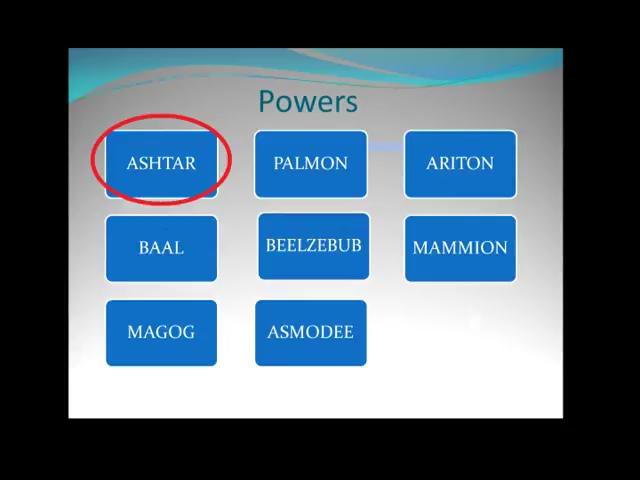 Powers
ASHTAR
PALMON
ARITON
BAAL
BEELZEBUB
MAMMION
MAGOG
ASMODEE